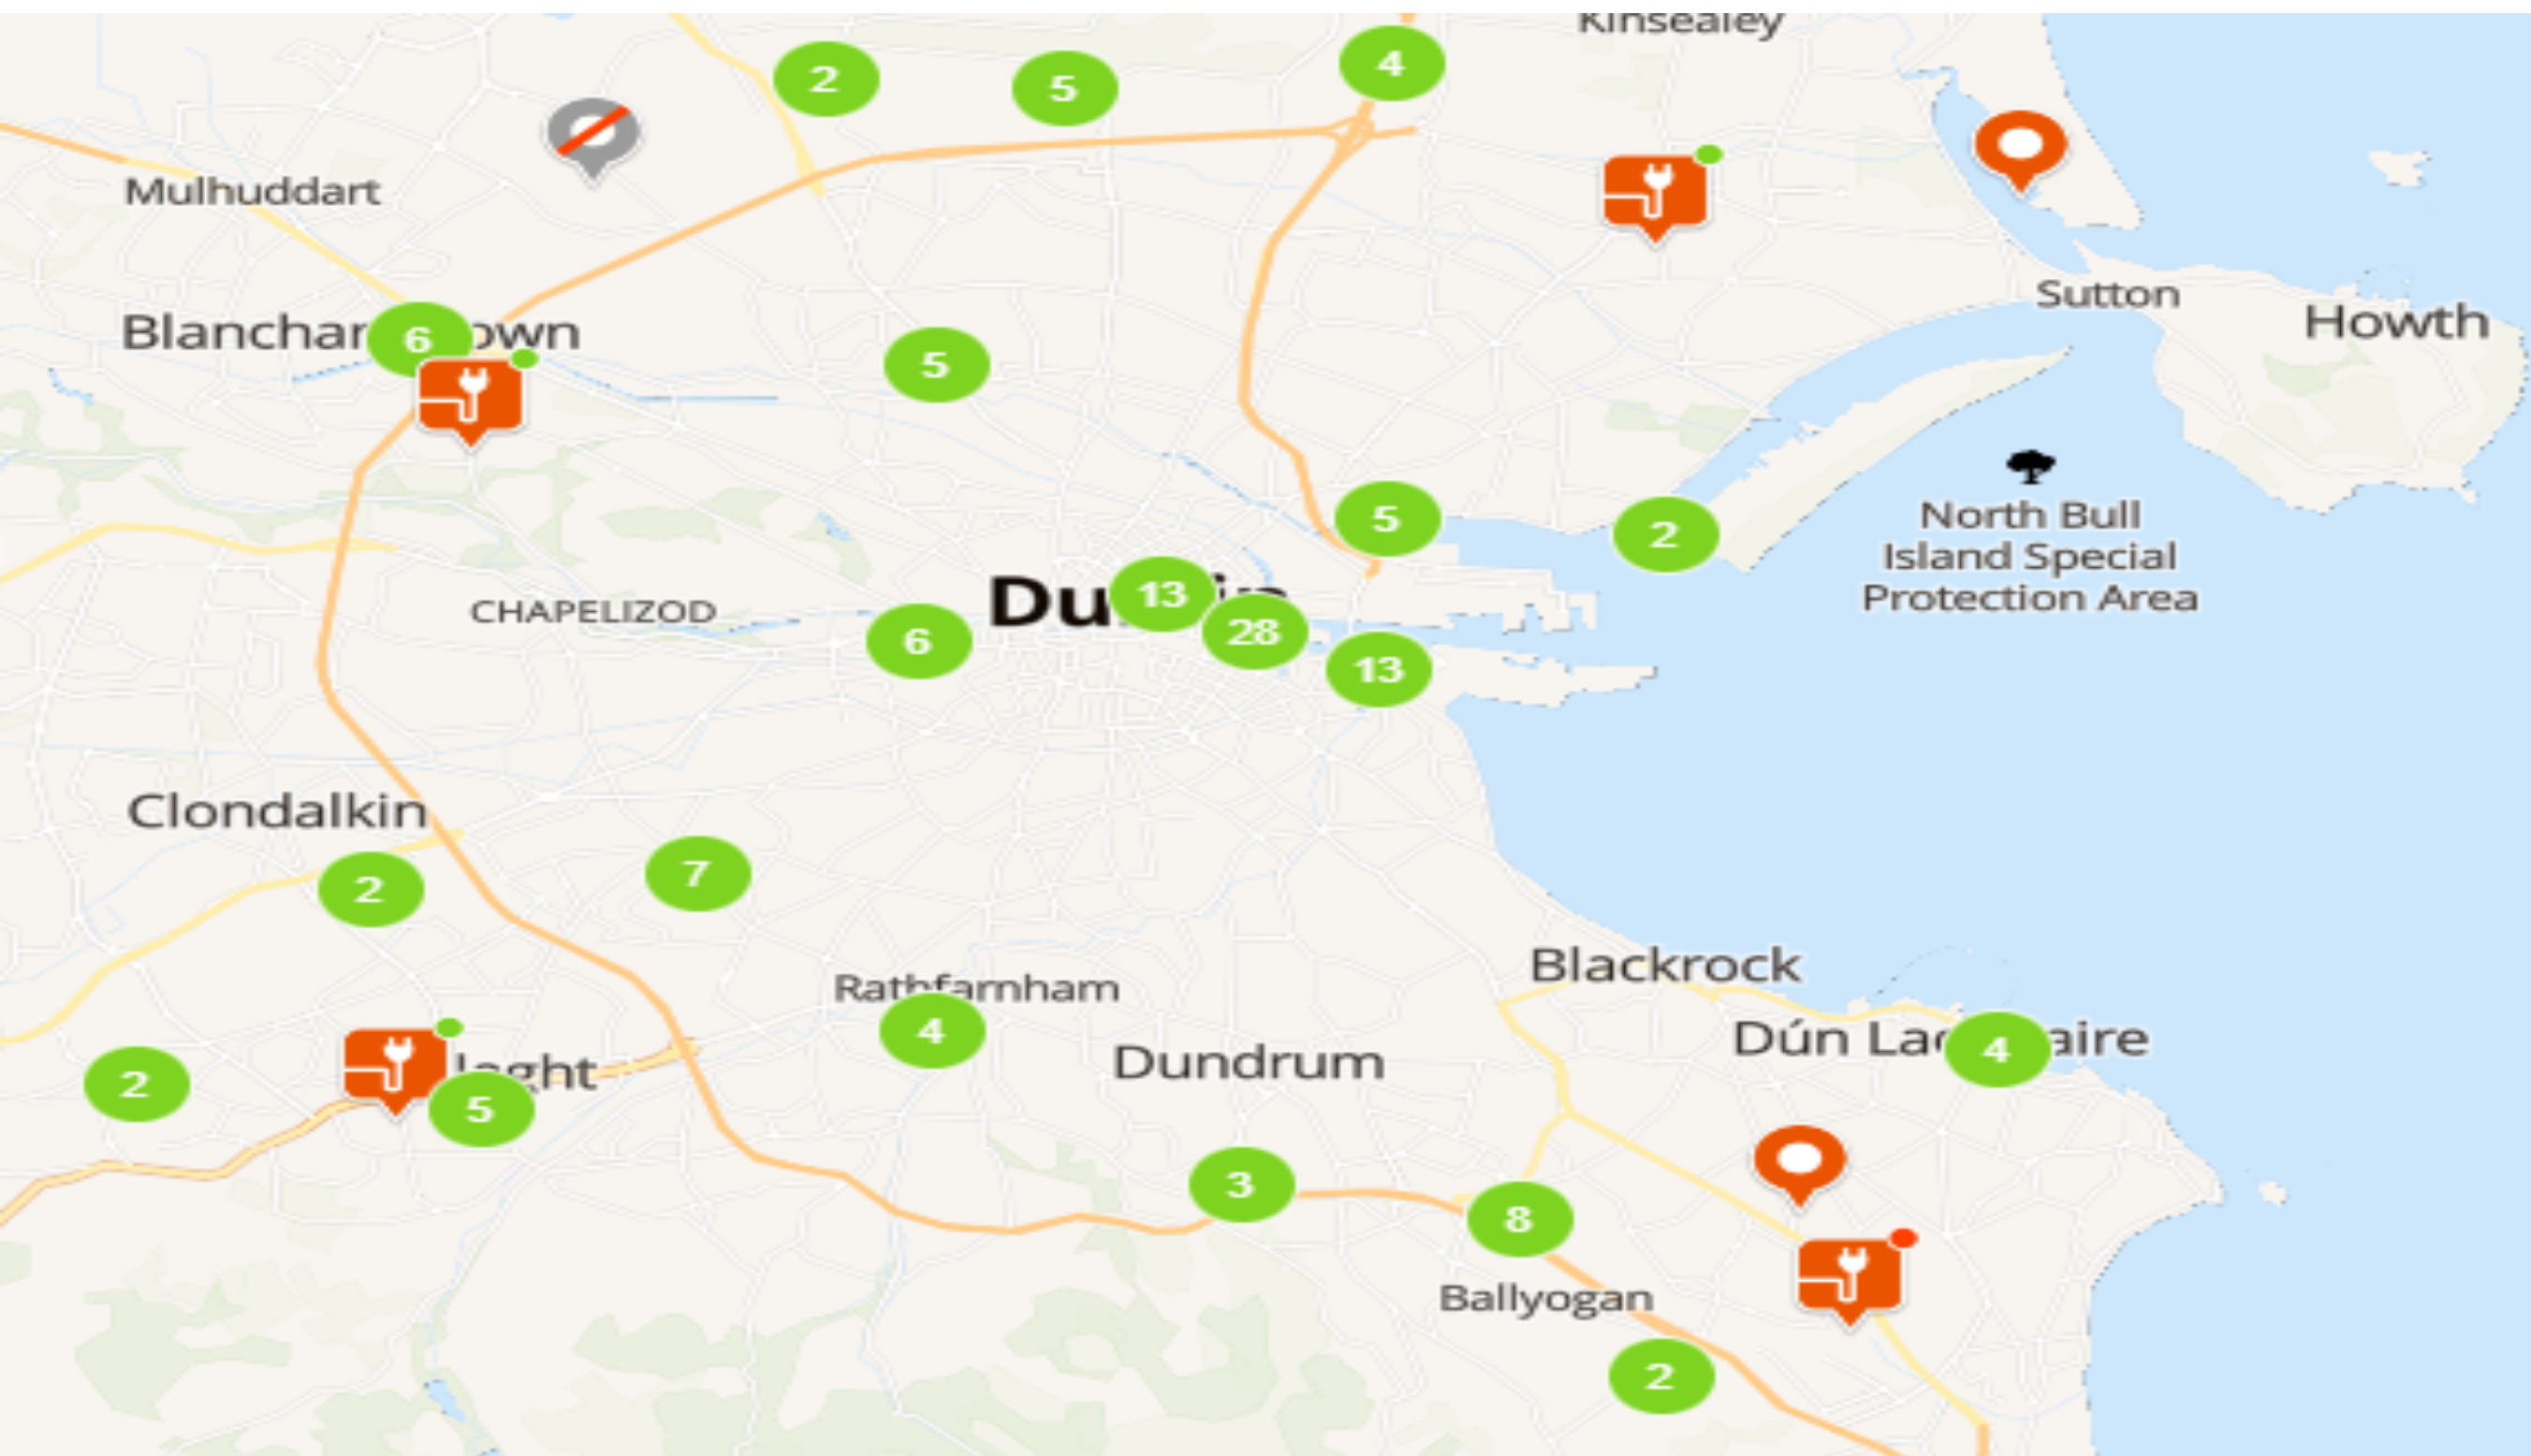 Kinsealey
2
5
4
Mulhuddart
Sutton
Howth
6
5
North Bull
Island Special
Protection Area
5
2
CHAPELIZOD
13
28
6
13
Clondalkin
2
7
Blackrock
Rathfarnham
4
Dundrum
4
2
5
3
8
Ballyogan
2